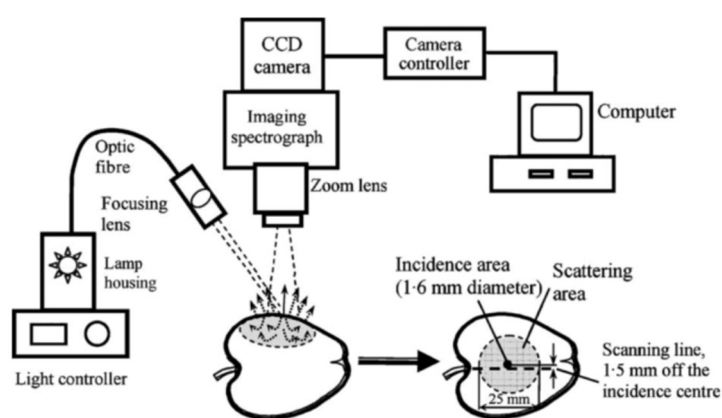 CCD
camera
Camera
controller
Imaging
spectrograph
Computer
Optic
fibre
Zoom lens
Focusing
lens
Lamp
housing
Light controller
Incidence area
(1·6 mm diameter)
Scattering
area
Scanning line,
1·5 mm off the
incidence centre
25 mm